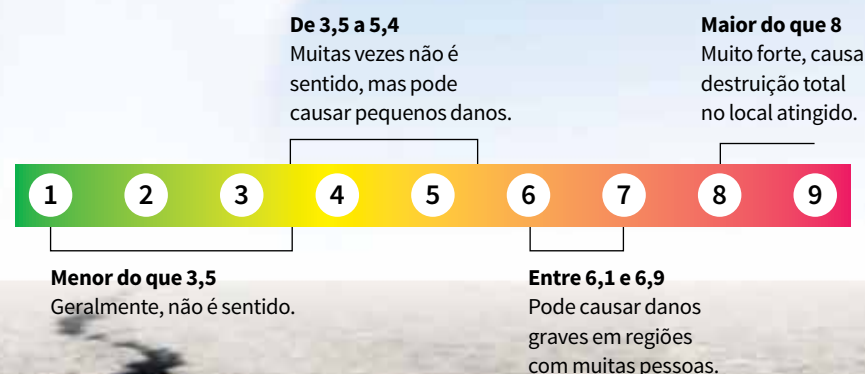 De 3,5 a 5,4
Muitas vezes não é
sentido, mas pode
causar pequenos danos.
Maior do que 8
Muito forte, causa
destruição total
no local atingido.
1 2 3 4 5 6 7 8 9
Menor do que 3,5
Geralmente, não é sentido.
Entre 6,1 e 6,9
Pode causar danos
graves em regiões
com muitas pessoas.